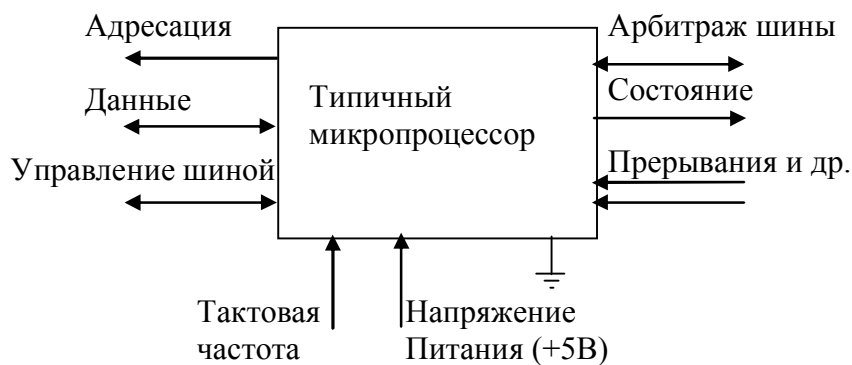 Адресация
Данные
Управление шиной
Типичный
микропроцессор
Арбитраж шины
Состояние
Прерывания и др.
Тактовая
частота
Напряжение
Питания (+5В)